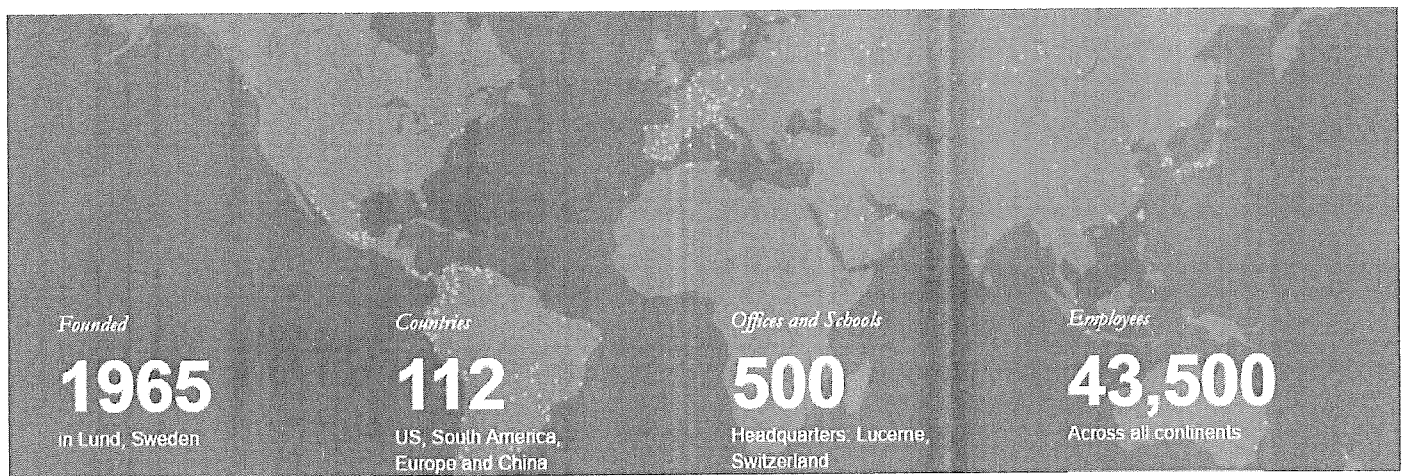 Founded
1965
in Lund, Sweden
Countries
112
US, South America,
Europe and China
Offices and Schools
500
Headquarters: Lucerne,
Switzerland
Employees
43,500
Across all continents